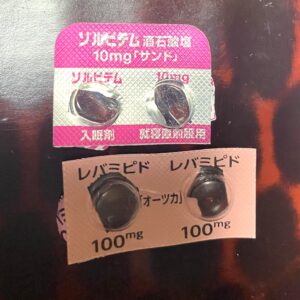 ゾルピデム酒石酸塩
10mg「サンド」
ゾルピデム 10mg
入眠剤 就寝直前服用
レバミピド レバミピド
「オーツカ」
100mg 100mg